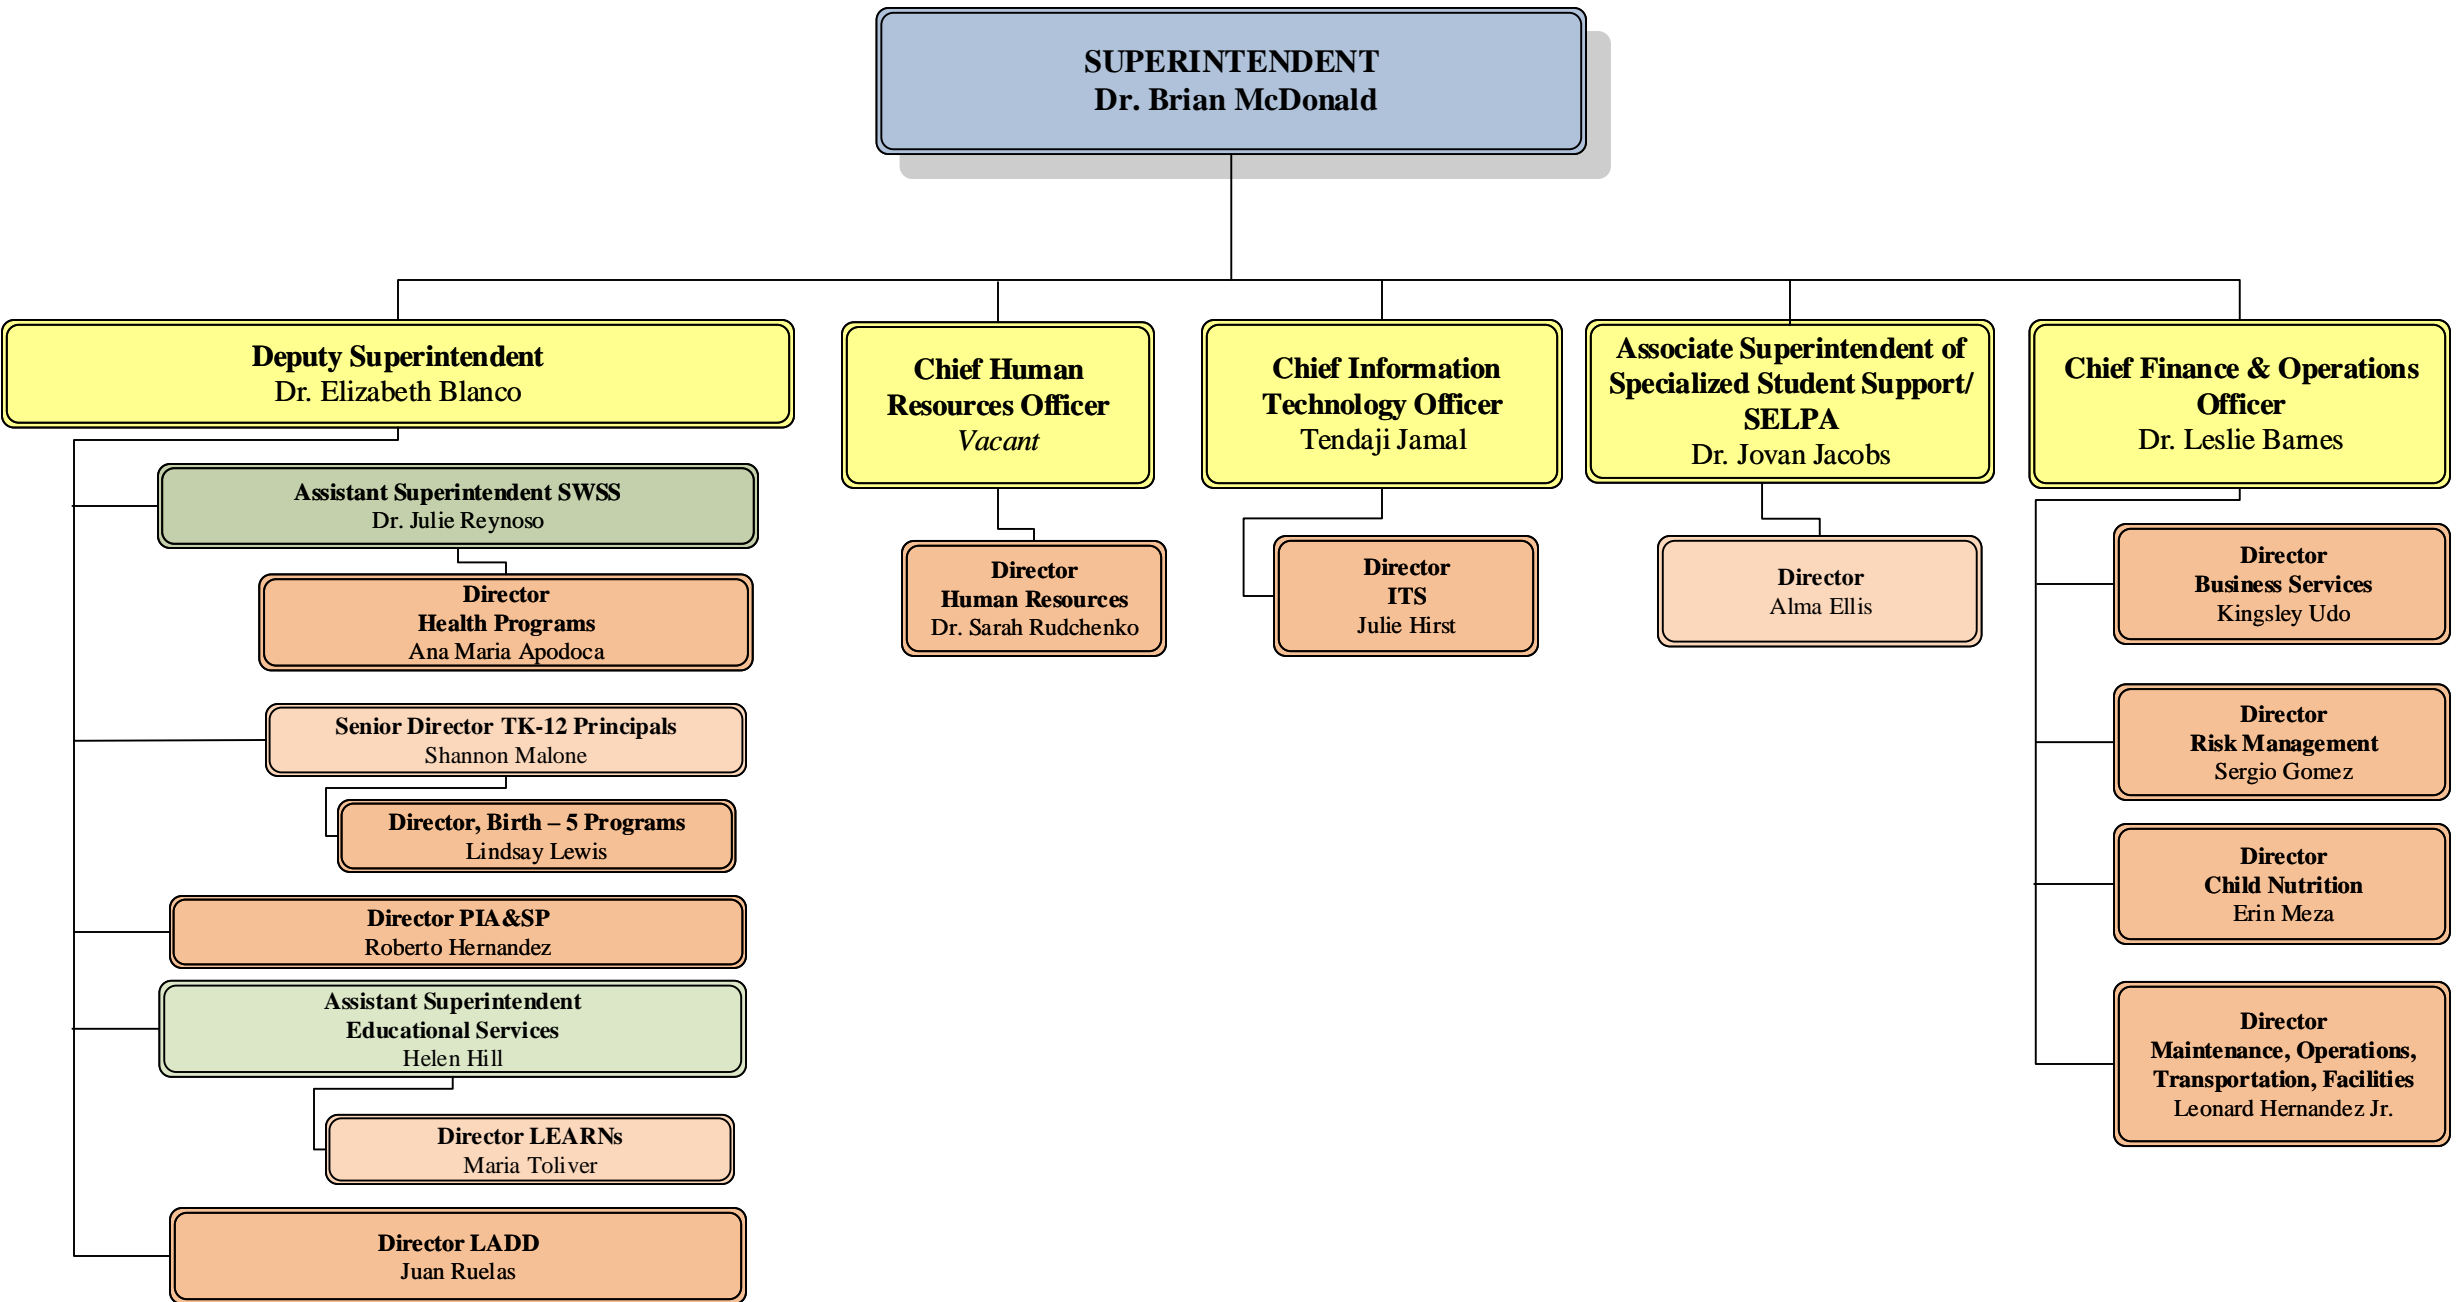 SUPERINTENDENT
Dr. Brian McDonald
Deputy Superintendent
Dr. Elizabeth Blanco
Assistant Superintendent SWSS
Dr. Julie Reynoso
Director
Health Programs
Ana Maria Apodoca
Senior Director TK-12 Principals
Shannon Malone
Director, Birth – 5 Programs
Lindsay Lewis
Director PIA&SP
Roberto Hernandez
Assistant Superintendent
Educational Services
Helen Hill
Director LEARNs
Maria Toliver
Director LADD
Juan Ruelas
Chief Human
Resources Officer
Vacant
Director
Human Resources
Dr. Sarah Rudchenko
Chief Information
Technology Officer
Tendaji Jamal
Director
ITS
Julie Hirst
Associate Superintendent of
Specialized Student Support/
SELPA
Dr. Jovan Jacobs
Director
Alma Ellis
Chief Finance & Operations
Officer
Dr. Leslie Barnes
Director
Business Services
Kingsley Udo
Director
Risk Management
Sergio Gomez
Director
Child Nutrition
Erin Meza
Director
Maintenance, Operations,
Transportation, Facilities
Leonard Hernandez Jr.